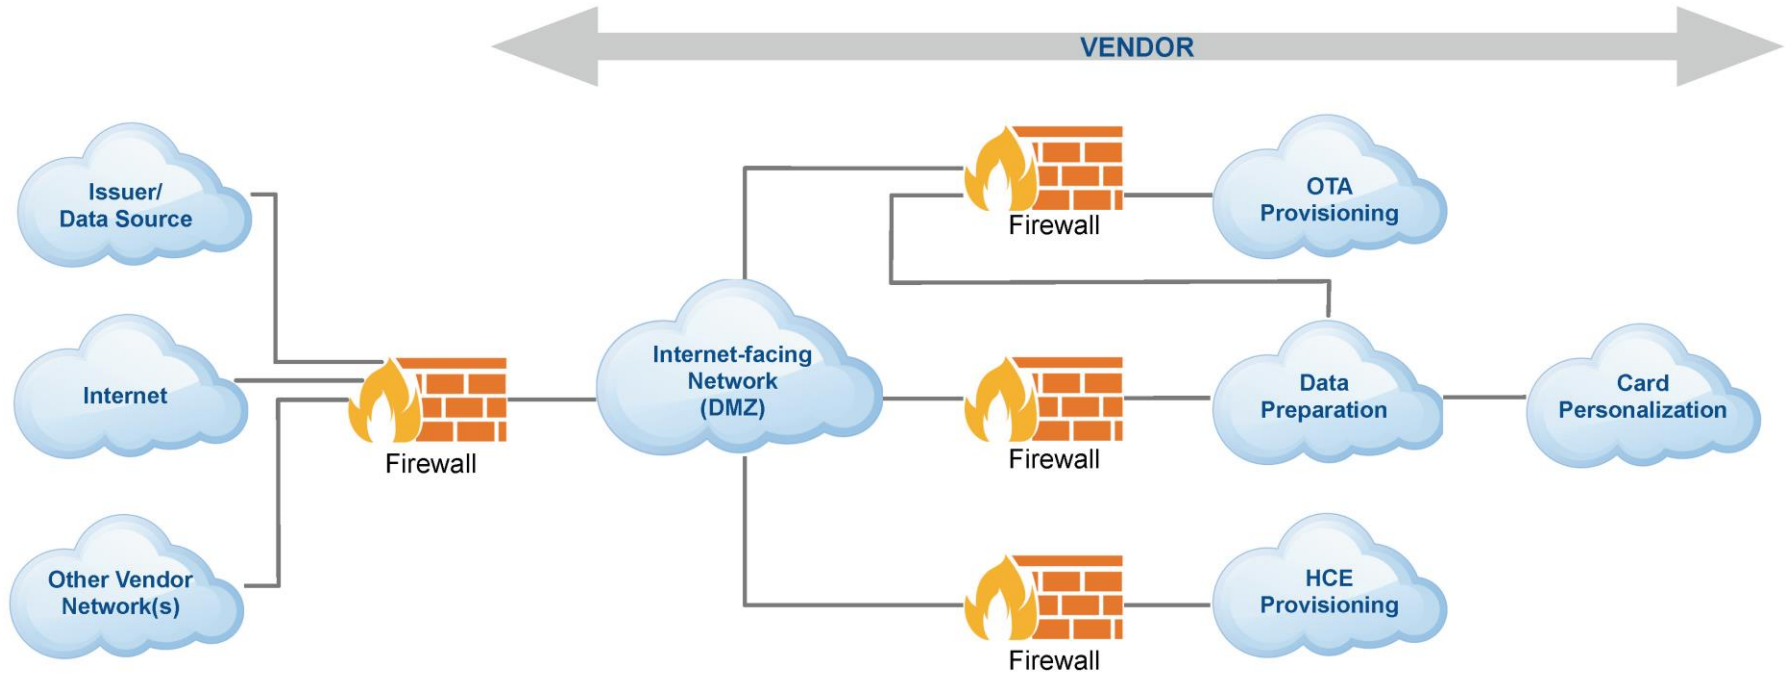 VENDOR
Issuer/
Data Source
Firewall
OTA
Provisioning
Internet
Firewall
Internet-facing
Network
(DMZ)
Firewall
Data
Preparation
Card
Personalization
Other Vendor
Network(s)
Firewall
HCE
Provisioning